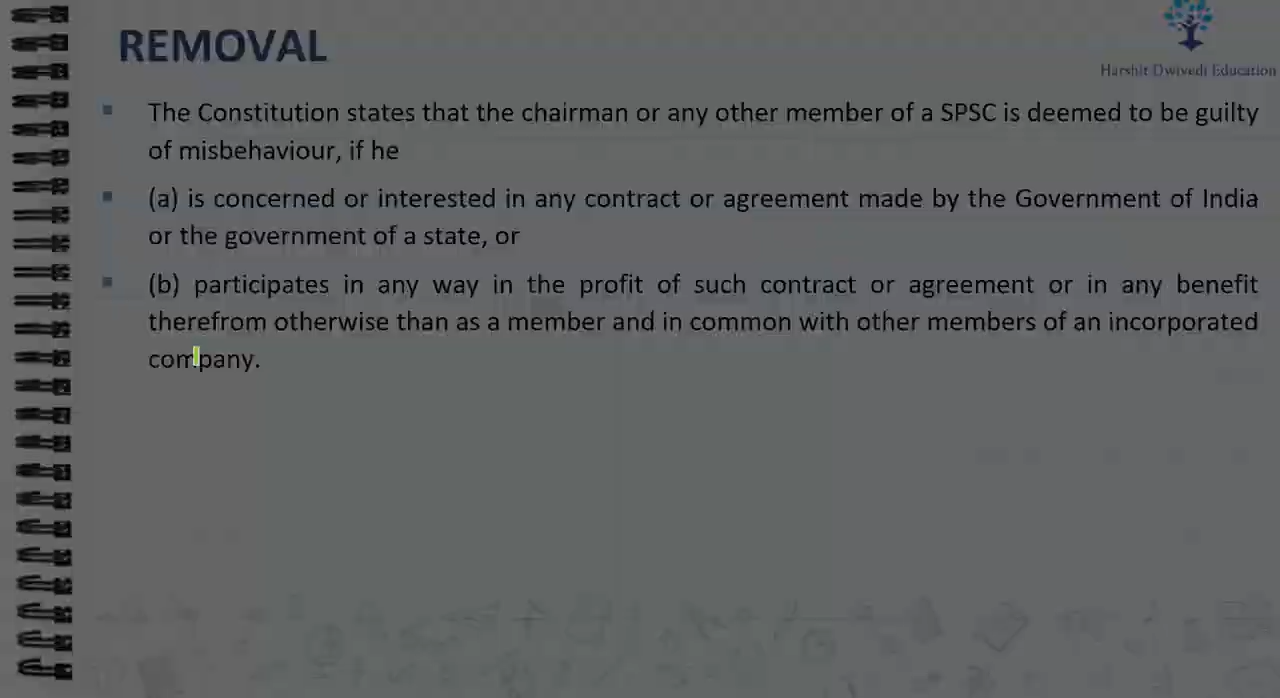 REMOVAL
Harshit Dwivedi Education
The Constitution states that the chairman or any other member of a SPSC is deemed to be guilty
of misbehaviour, if he
(a) is concerned or interested in any contract or agreement made by the Government of India
or the government of a state, or
(b) participates in any way in the profit of such contract or agreement or in any benefit
therefrom otherwise than as a member and in common with other members of an incorporated
company.